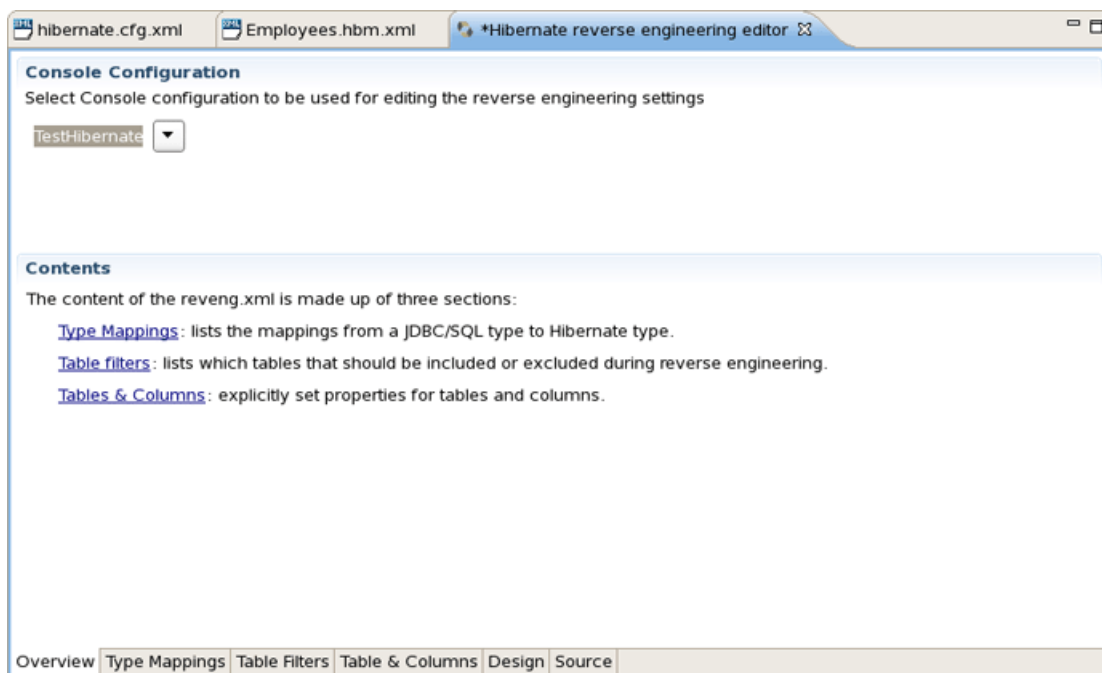 hibernate.cfg.xml Employees.hbm.xml *Hibernate reverse engineering editor
Console Configuration
Select Console configuration to be used for editing the reverse engineering settings
TestHibernate
Contents
The content of the reveng.xml is made up of three sections:
Type Mappings: lists the mappings from a JDBC/SQL type to Hibernate type.
Table filters: lists which tables that should be included or excluded during reverse engineering.
Tables & Columns: explicitly set properties for tables and columns.
Overview Type Mappings Table Filters Table & Columns Design Source